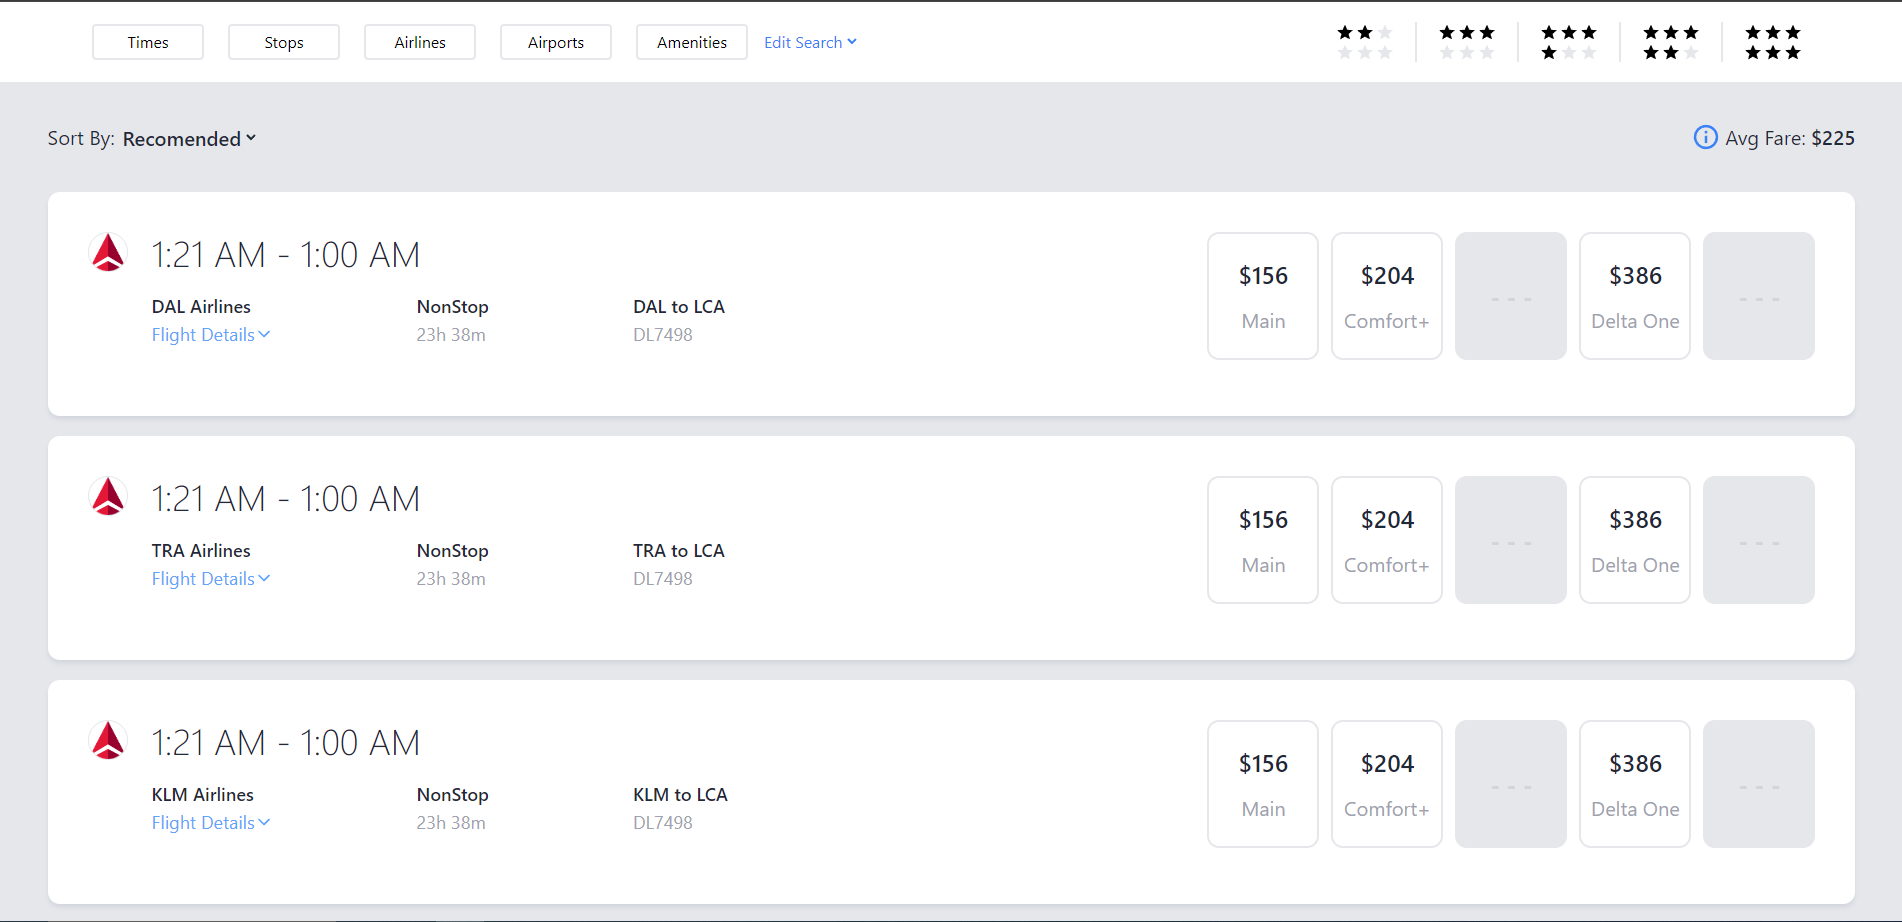 Times Stops Airlines Airports Amenities Edit Search
Sort By: Recomended Avg Fare: $225
1:21 AM - 1:00 AM
DAL Airlines NonStop DAL to LCA
Flight Details 23h 38m DL7498
$156 $204 --- $386 ---
Main Comfort+ Delta One
1:21 AM - 1:00 AM
TRA Airlines NonStop TRA to LCA
Flight Details 23h 38m DL7498
$156 $204 --- $386 ---
Main Comfort+ Delta One
1:21 AM - 1:00 AM
KLM Airlines NonStop KLM to LCA
Flight Details 23h 38m DL7498
$156 $204 --- $386 ---
Main Comfort+ Delta One